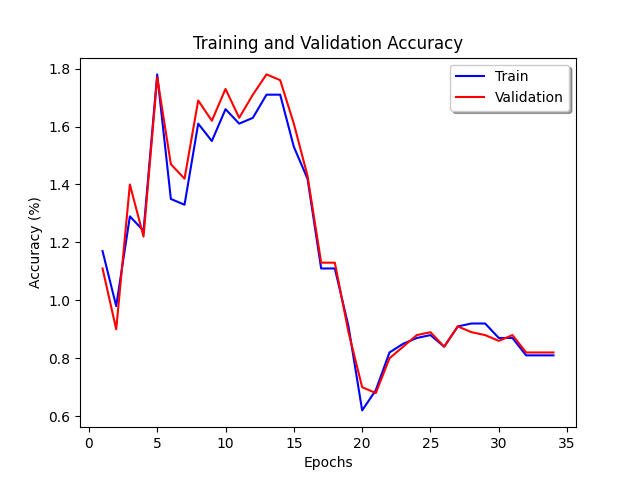 Training and Validation Accuracy
Train
Validation
Accuracy (%)
1.8
1.6
1.4
1.2
1.0
0.8
0.6
0 5 10 15 20 25 30 35
Epochs